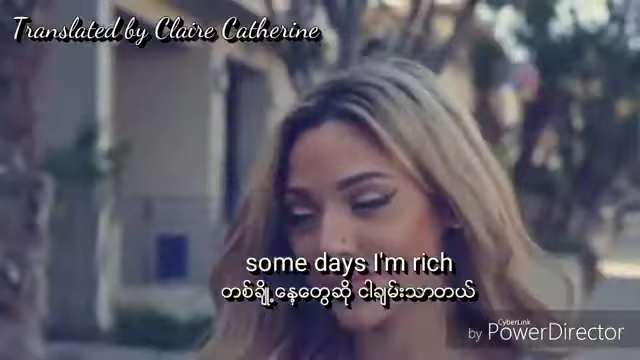 Translated by Claire Catherine
some days I'm rich
တစ်ချို့နေ့တွေဆို ငါချမ်းသာတယ်
CyberLink
by PowerDirector